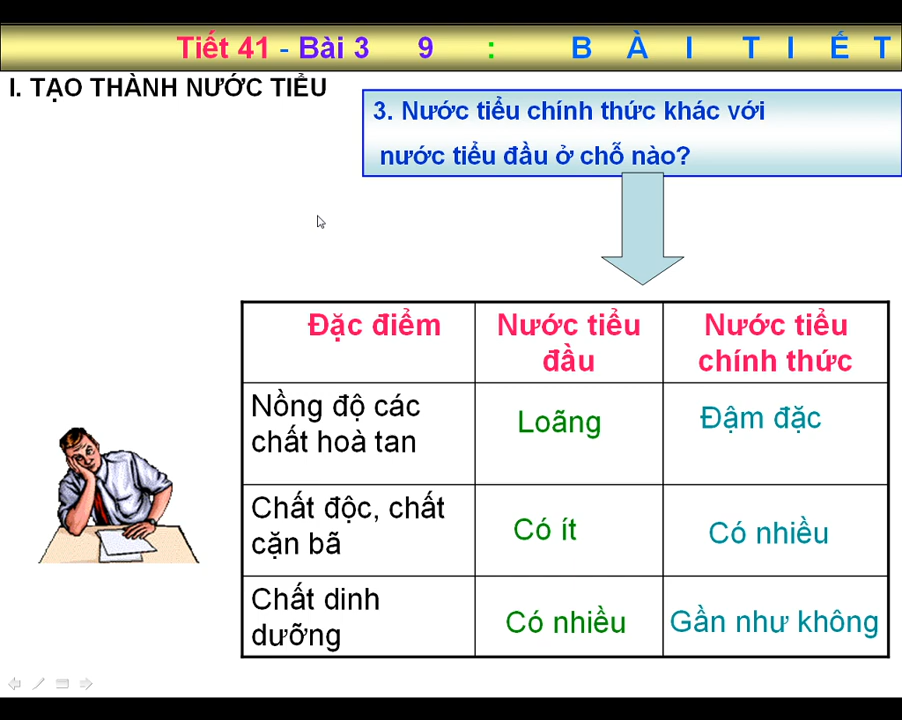 Tiết 41 - Bài 3 9 : B À I T I Ế T
I. TẠO THÀNH NƯỚC TIỂU
3. Nước tiểu chính thức khác với
nước tiểu đầu ở chỗ nào?
Đặc điểm
Nước tiểu
đầu
Nước tiểu
chính thức
Nồng độ các
chất hoà tan
Loãng
Đậm đặc
Chất độc, chất
cặn bã
Có ít
Có nhiều
Chất dinh
dưỡng
Có nhiều
Gần như không